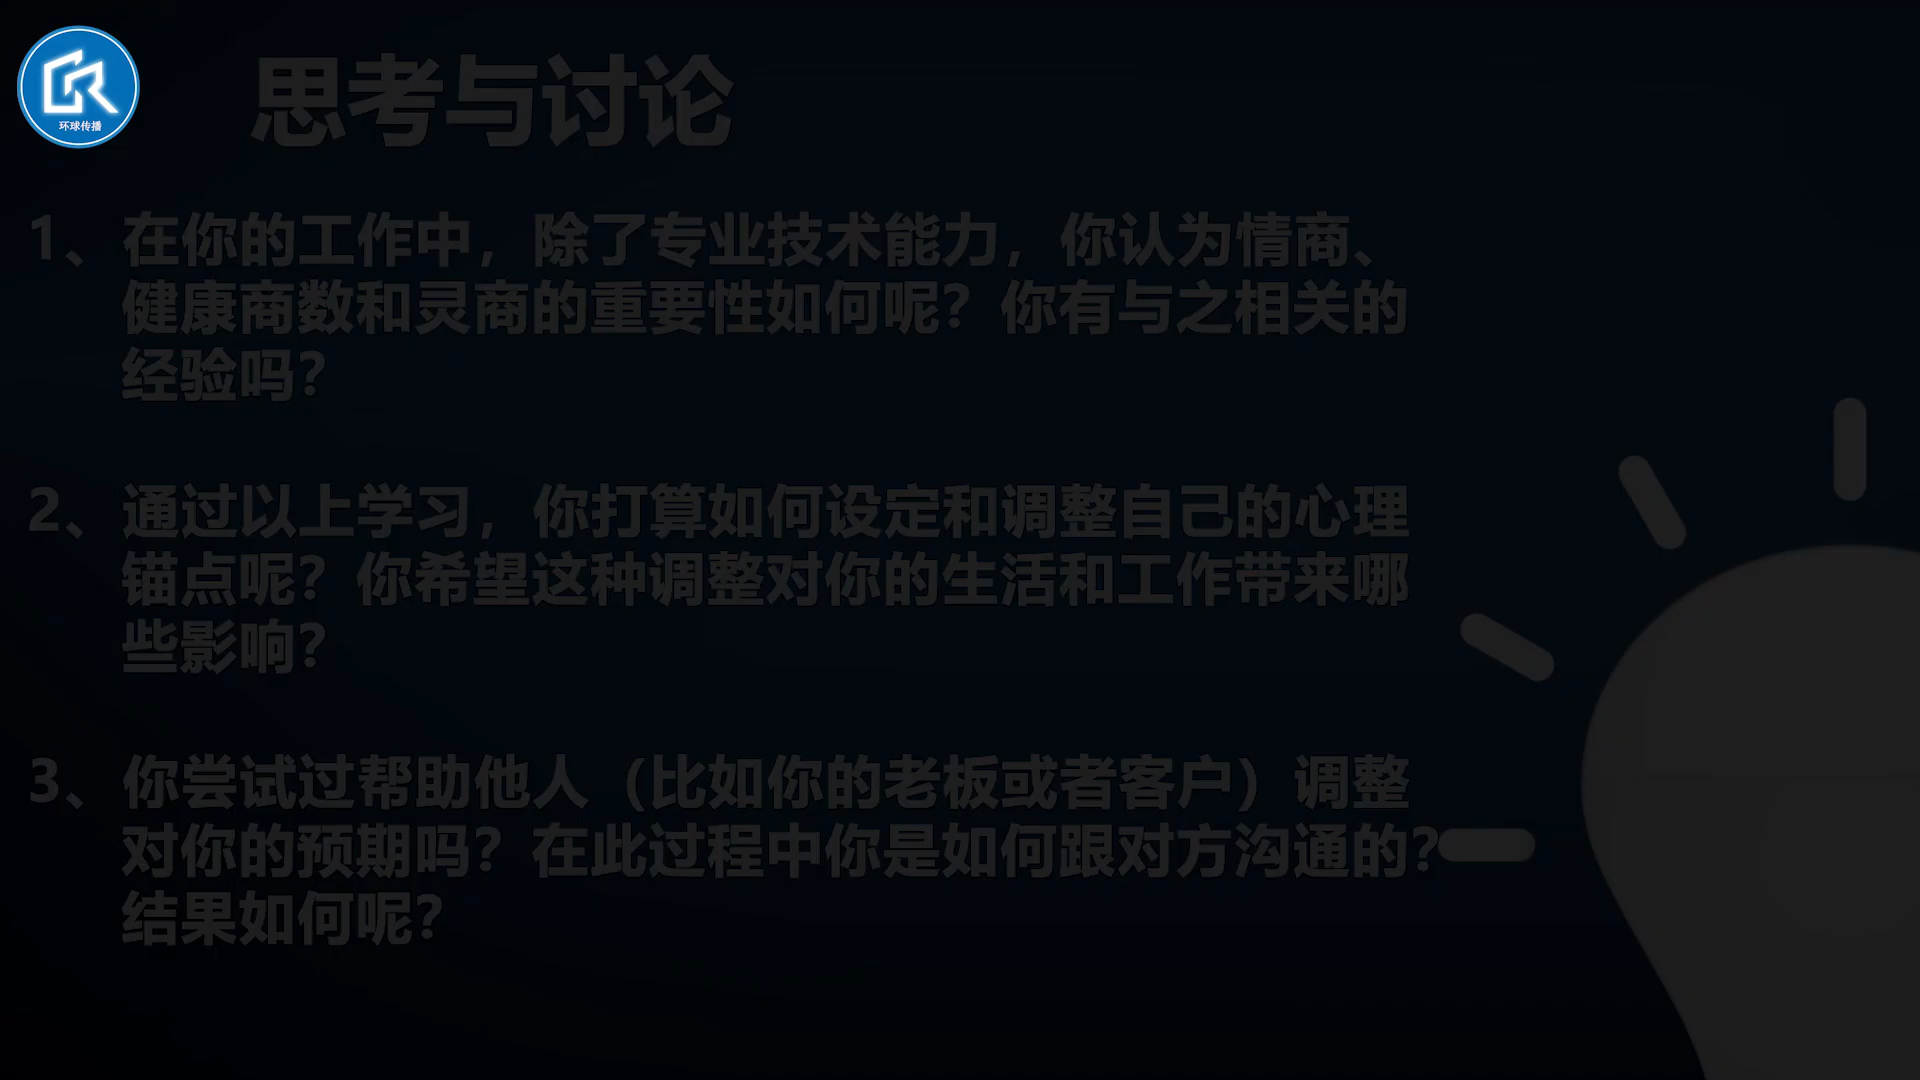 环球传播
思考与讨论
1、在你的工作中，除了专业技术能力，你认为情商、
健康商数和灵商的重要性如何呢？你有与之相关的
经验吗？
2、通过以上学习，你打算如何设定和调整自己的心理
锚点呢？你希望这种调整对你的生活和工作带来哪
些影响？
3、你尝试过帮助他人（比如你的老板或者客户）调整
对你的预期吗？在此过程中你是如何跟对方沟通的？
结果如何呢？